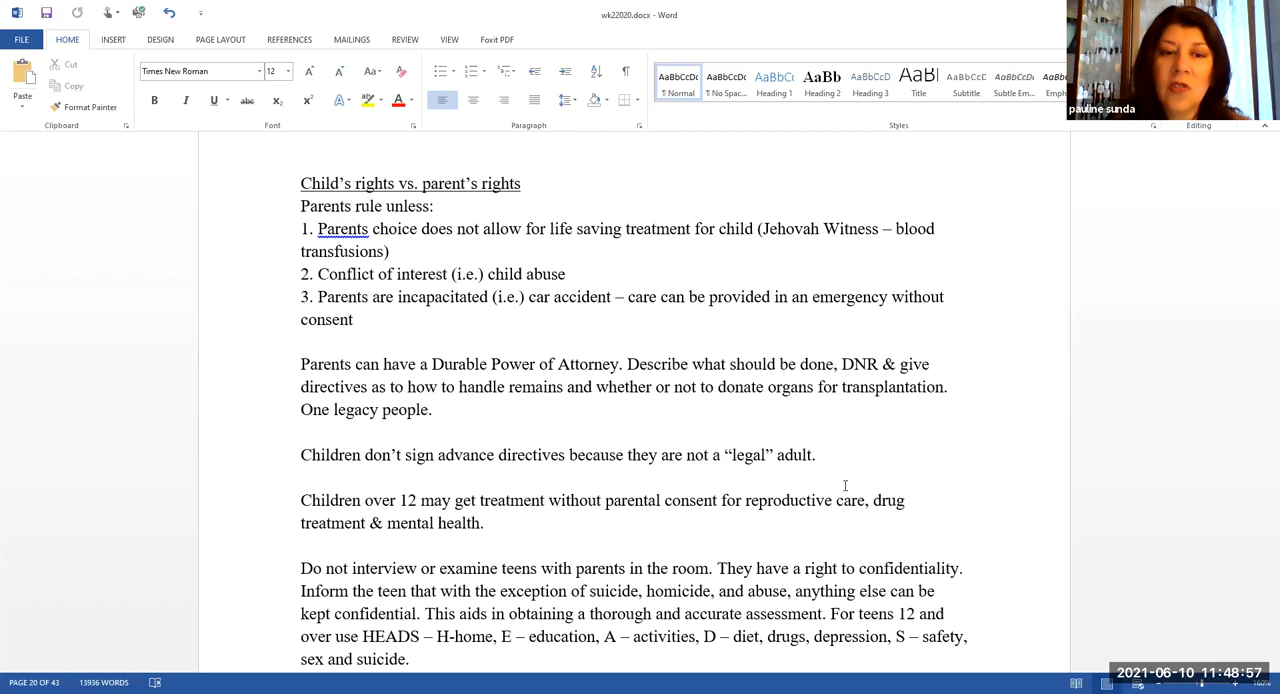 wk22020.docx - Word
FILE HOME INSERT DESIGN PAGE LAYOUT REFERENCES MAILINGS REVIEW VIEW Foxit PDF
Paste
Cut
Copy
Format Painter
Clipboard
Times New Roman 12
Font
Paragraph
AaBbCcDc AaBbCcDc AaBbCc AaBb AaBbCcD AaB AaBbCcD AaBbCcDc
¶ Normal ¶ No Spac... Heading 1 Heading 2 Heading 3 Title Subtitle Subtle Em...
Styles
Editing
pauline sunda
Child's rights vs. parent's rights
Parents rule unless:
1. Parents choice does not allow for life saving treatment for child (Jehovah Witness – blood
transfusions)
2. Conflict of interest (i.e.) child abuse
3. Parents are incapacitated (i.e.) car accident – care can be provided in an emergency without
consent
Parents can have a Durable Power of Attorney. Describe what should be done, DNR & give
directives as to how to handle remains and whether or not to donate organs for transplantation.
One legacy people.
Children don't sign advance directives because they are not a “legal” adult.
Children over 12 may get treatment without parental consent for reproductive care, drug
treatment & mental health.
Do not interview or examine teens with parents in the room. They have a right to confidentiality.
Inform the teen that with the exception of suicide, homicide, and abuse, anything else can be
kept confidential. This aids in obtaining a thorough and accurate assessment. For teens 12 and
over use HEADS – H-home, E – education, A – activities, D – diet, drugs, depression, S – safety,
sex and suicide.
PAGE 20 OF 43 13936 WORDS
2021-06-10 11:48:57